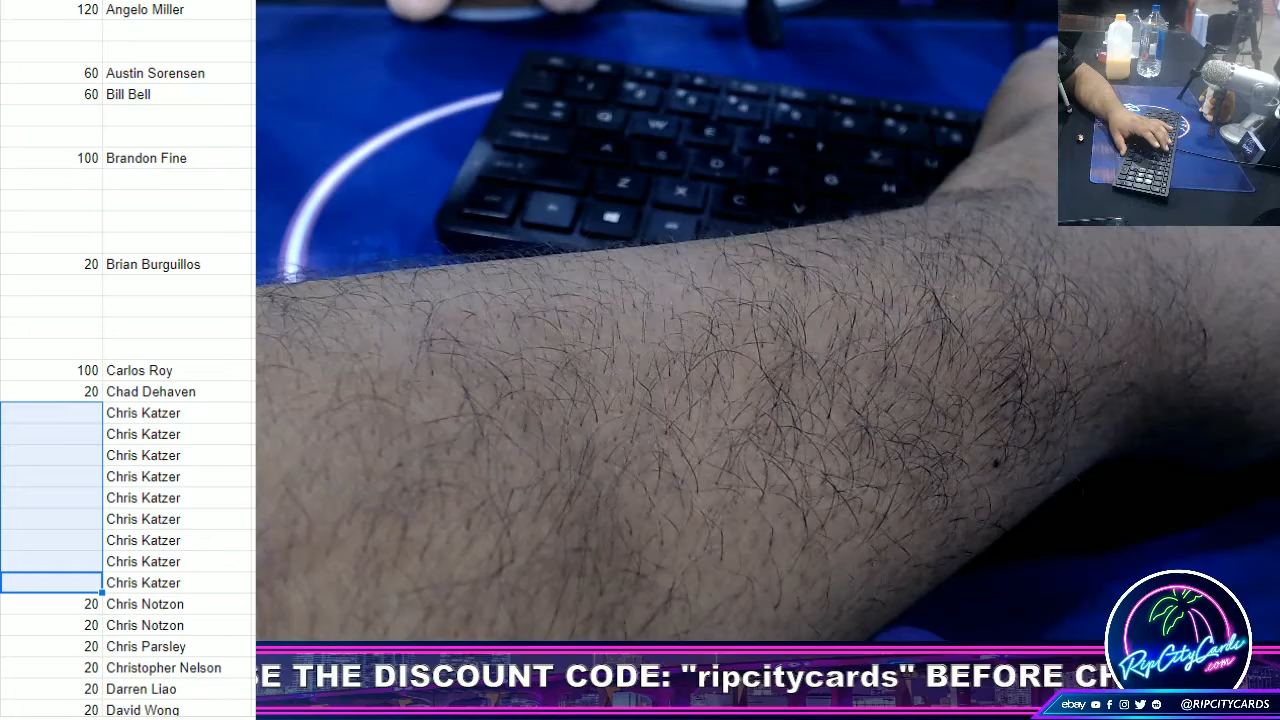 120 Angelo Miller
60 Austin Sorensen
60 Bill Bell
100 Brandon Fine
20 Brian Burguillos
100 Carlos Roy
20 Chad Dehaven
Chris Katzer
Chris Katzer
Chris Katzer
Chris Katzer
Chris Katzer
Chris Katzer
Chris Katzer
Chris Katzer
Chris Katzer
20 Chris Notzon
20 Chris Notzon
20 Chris Parsley
20 Christopher Nelson
20 Darren Liao
20 David Wong
Q W E R
A S D F G H
Z X C V
RipCityCards
.com
E THE DISCOUNT CODE: "ripcitycards" BEFORE
ebay @RIPCITYCARDS